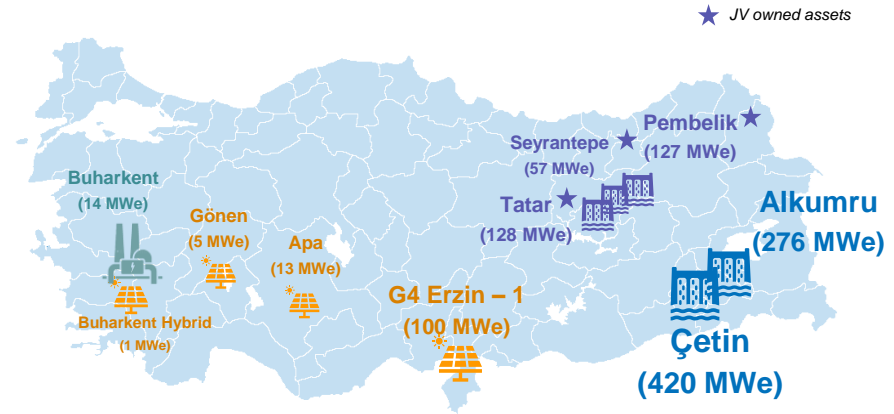 JV owned assets
Seyrantepe
(57 MWe)
Pembelik
(127 MWe)
Tatar
(128 MWe)
Alkumru
(276 MWe)
Buharkent
(14 MWe)
Gönen
(5 MWe)
Apa
(13 MWe)
G4 Erzin – 1
(100 MWe)
Buharkent Hybrid
(1 MWe)
Çetin
(420 MWe)